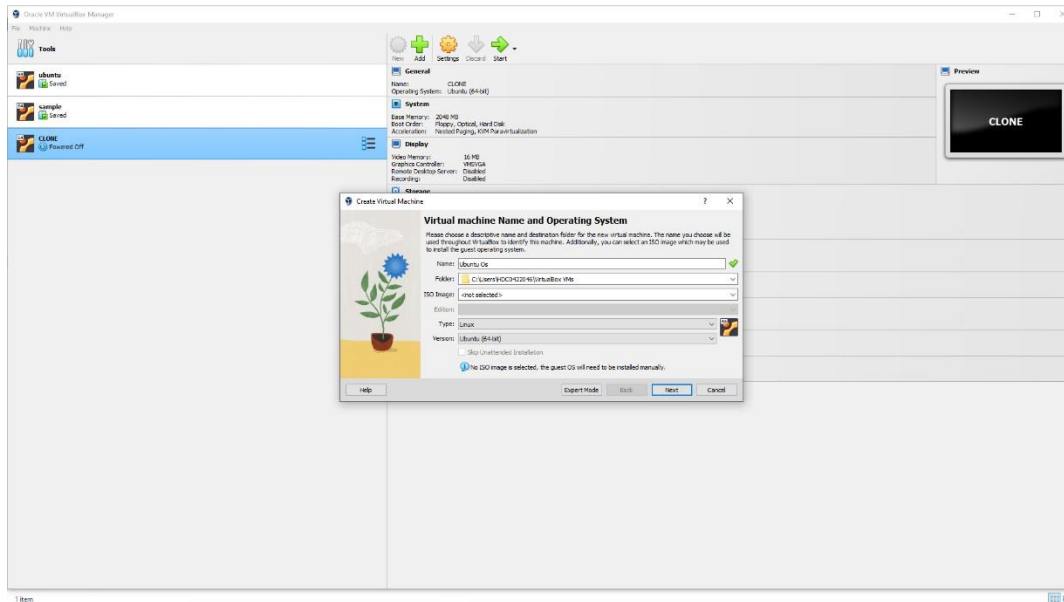 Oracle VM VirtualBox Manager
File Machine Help
Tools
New Add Settings Discard Start
ubuntu
Saved
sample
Saved
CLONE
Powered Off
General
Name: CLONE
Operating System: Ubuntu (64-bit)
System
Base Memory: 2048 MB
Boot Order: Floppy, Optical, Hard Disk
Acceleration: Nested Paging, KVM Paravirtualization
Display
Video Memory: 16 MB
Graphics Controller: VMSVGA
Remote Desktop Server: Disabled
Recording: Disabled
Storage
Preview
CLONE
Create Virtual Machine
? X
Virtual machine Name and Operating System
Please choose a descriptive name and destination folder for the new virtual machine. The name you choose will be
used throughout VirtualBox to identify this machine. Additionally, you can select an ISO image which may be used
to install the guest operating system.
Name: Ubuntu Os
Folder: C:\Users\HDC0422046\VirtualBox VMs
ISO Image: <not selected>
Edition:
Type: Linux
Version: Ubuntu (64-bit)
Skip Unattended Installation
No ISO image is selected, the guest OS will need to be installed manually.
Help Expert Mode Back Next Cancel
1 item